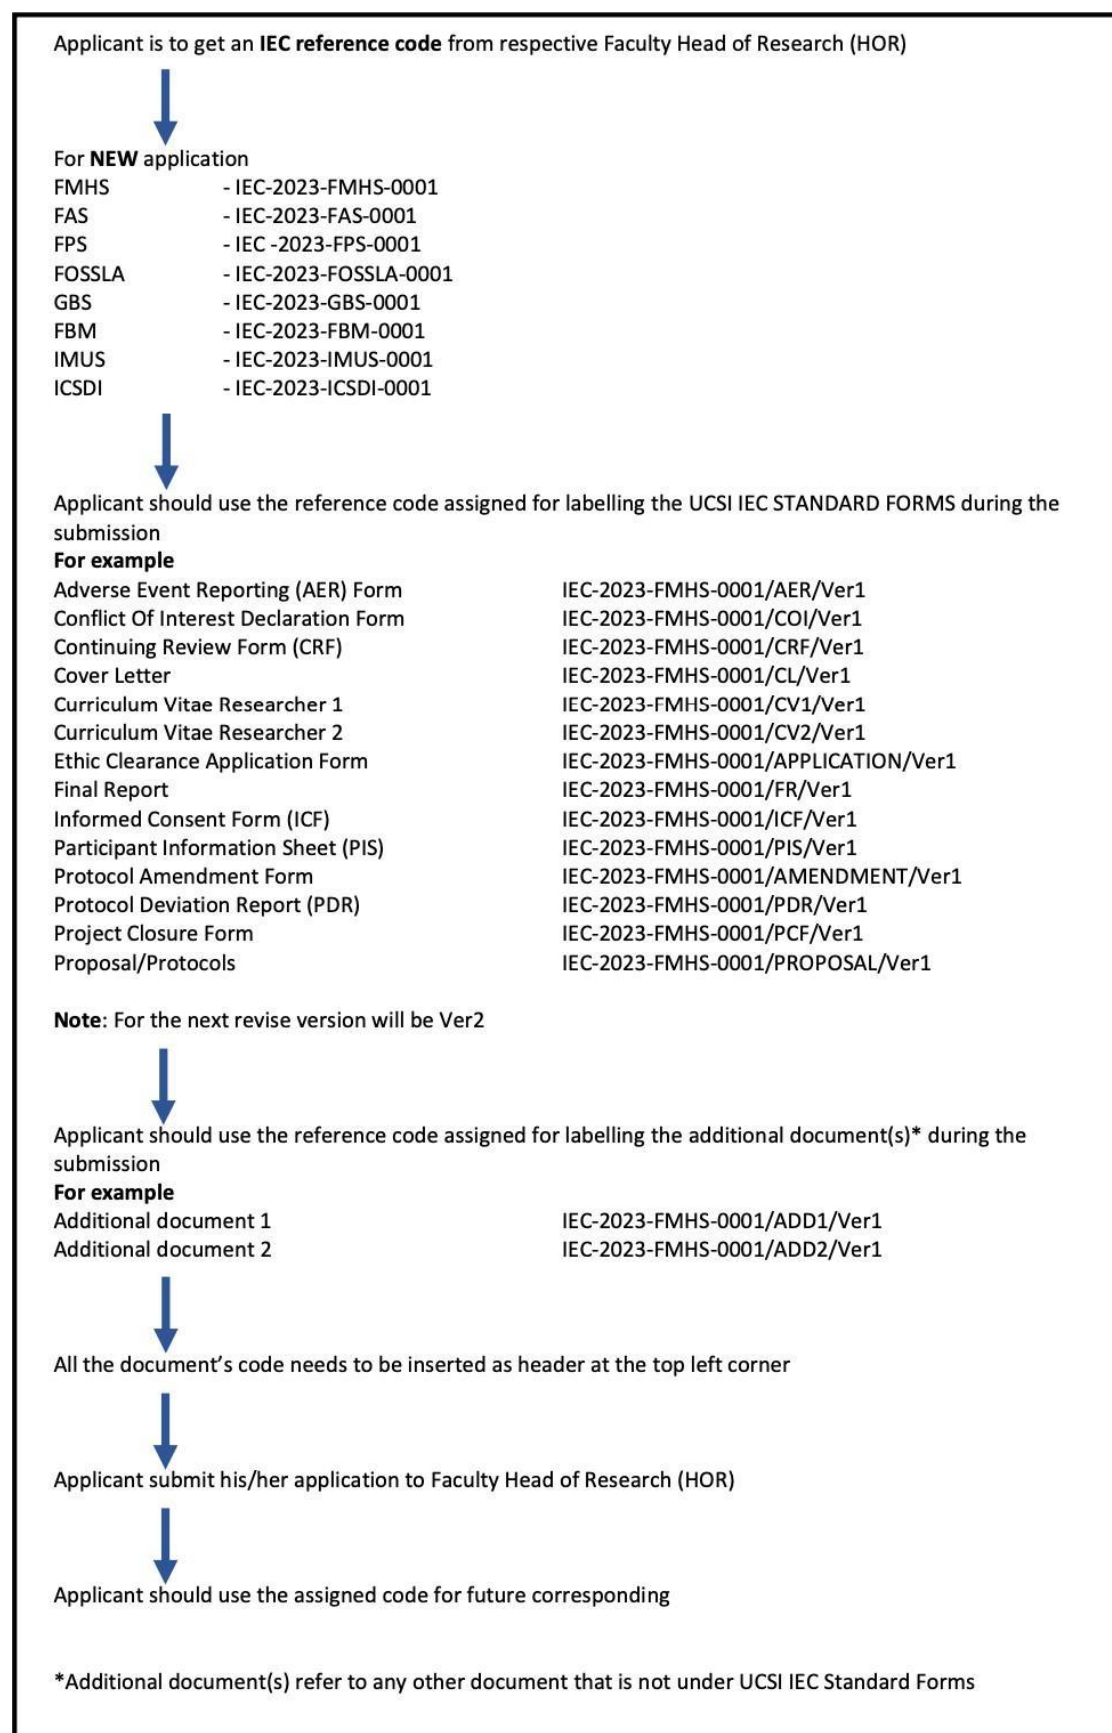 Applicant is to get an IEC reference code from respective Faculty Head of Research (HOR)
For NEW application
FMHS - IEC-2023-FMHS-0001
FAS - IEC-2023-FAS-0001
FPS - IEC -2023-FPS-0001
FOSSLA - IEC-2023-FOSSLA-0001
GBS - IEC-2023-GBS-0001
FBM - IEC-2023-FBM-0001
IMUS - IEC-2023-IMUS-0001
ICSDI - IEC-2023-ICSDI-0001
Applicant should use the reference code assigned for labelling the UCSI IEC STANDARD FORMS during the
submission
For example
Adverse Event Reporting (AER) Form IEC-2023-FMHS-0001/AER/Ver1
Conflict Of Interest Declaration Form IEC-2023-FMHS-0001/COI/Ver1
Continuing Review Form (CRF) IEC-2023-FMHS-0001/CRF/Ver1
Cover Letter IEC-2023-FMHS-0001/CL/Ver1
Curriculum Vitae Researcher 1 IEC-2023-FMHS-0001/CV1/Ver1
Curriculum Vitae Researcher 2 IEC-2023-FMHS-0001/CV2/Ver1
Ethic Clearance Application Form IEC-2023-FMHS-0001/APPLICATION/Ver1
Final Report IEC-2023-FMHS-0001/FR/Ver1
Informed Consent Form (ICF) IEC-2023-FMHS-0001/ICF/Ver1
Participant Information Sheet (PIS) IEC-2023-FMHS-0001/PIS/Ver1
Protocol Amendment Form IEC-2023-FMHS-0001/AMENDMENT/Ver1
Protocol Deviation Report (PDR) IEC-2023-FMHS-0001/PDR/Ver1
Project Closure Form IEC-2023-FMHS-0001/PCF/Ver1
Proposal/Protocols IEC-2023-FMHS-0001/PROPOSAL/Ver1
Note: For the next revise version will be Ver2
Applicant should use the reference code assigned for labelling the additional document(s)* during the
submission
For example
Additional document 1 IEC-2023-FMHS-0001/ADD1/Ver1
Additional document 2 IEC-2023-FMHS-0001/ADD2/Ver1
All the document’s code needs to be inserted as header at the top left corner
Applicant submit his/her application to Faculty Head of Research (HOR)
Applicant should use the assigned code for future corresponding
*Additional document(s) refer to any other document that is not under UCSI IEC Standard Forms